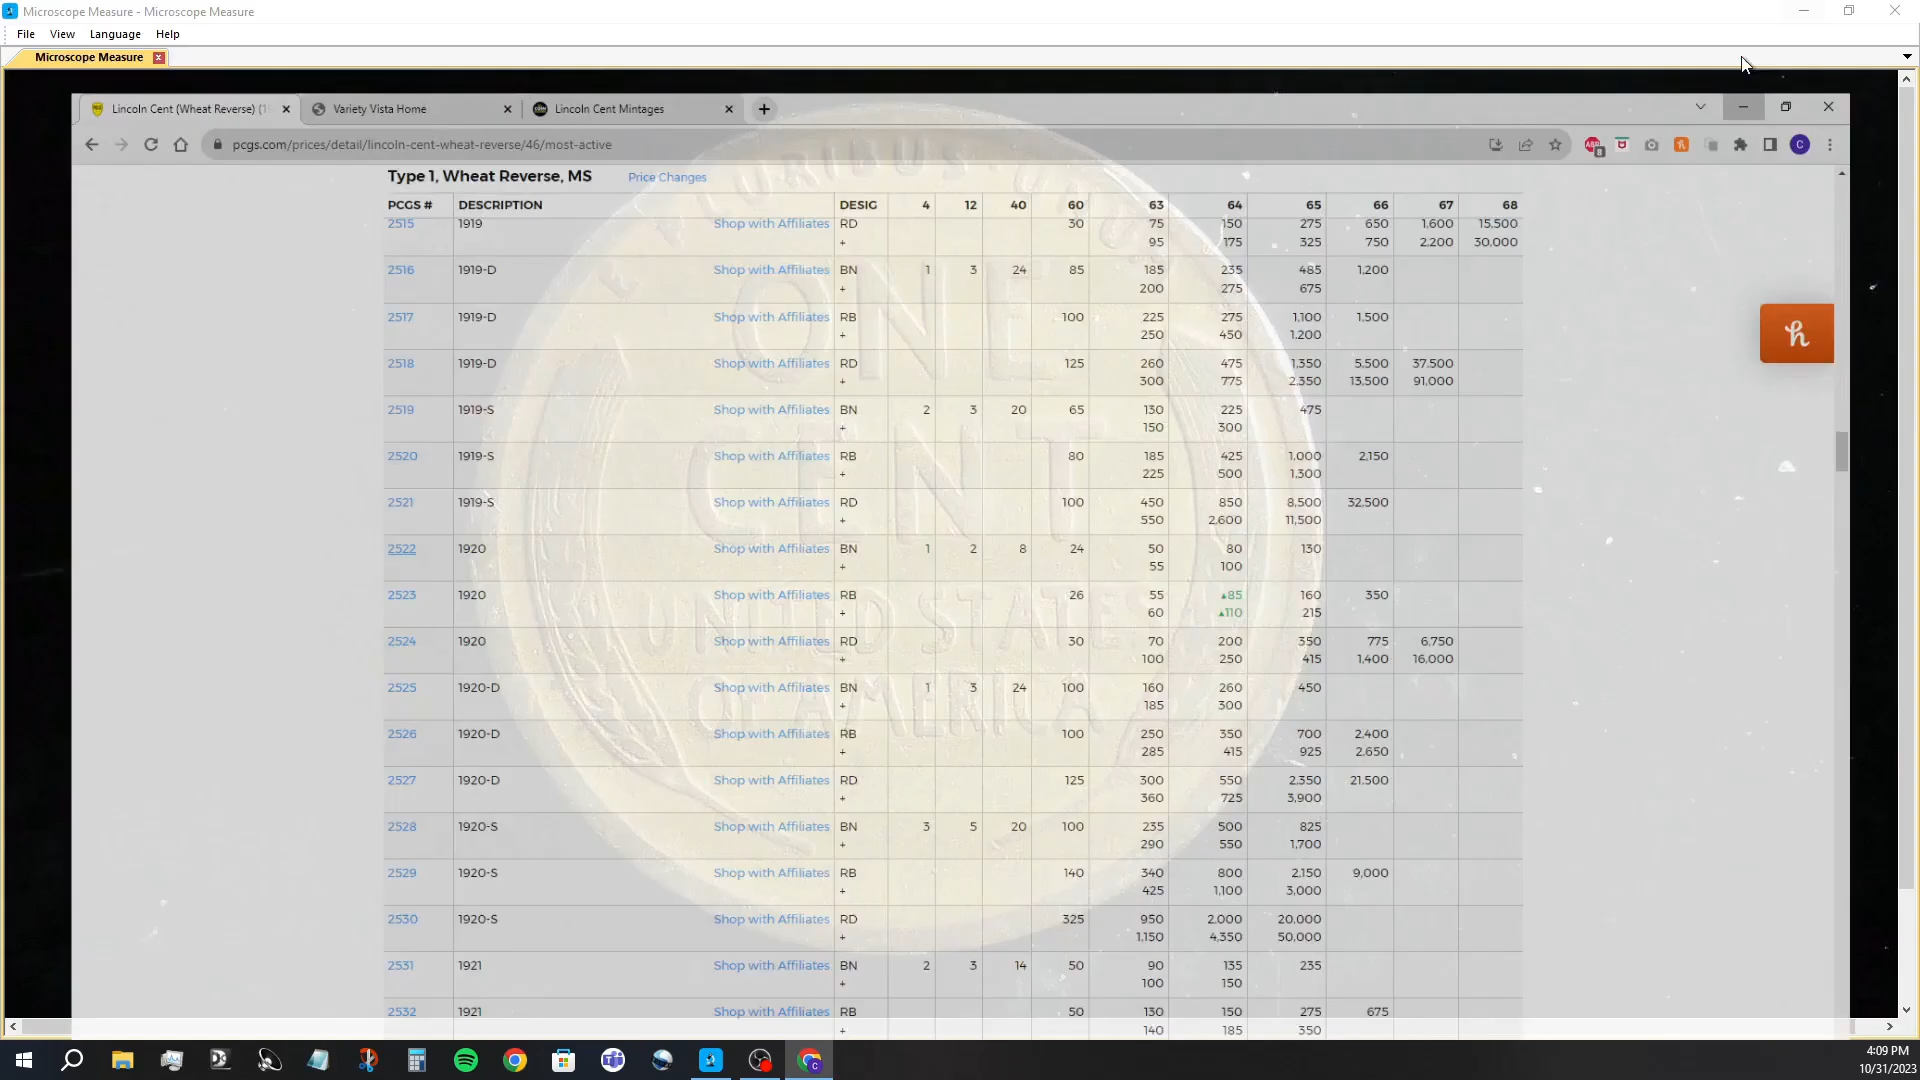 Microscope Measure - Microscope Measure
File View Language Help
Microscope Measure
Lincoln Cent (Wheat Reverse) (1 Variety Vista Home Lincoln Cent Mintages
pcgs.com/prices/detail/lincoln-cent-wheat-reverse/46/most-active
Type 1, Wheat Reverse, MS Price Changes
PCGS # DESCRIPTION DESIG 4 12 40 60 63 64 65 66 67 68
2515 1919 Shop with Affiliates RD 30 75 150 275 650 1,600 15,500
+ 95 175 325 750 2,200 30,000
2516 1919-D Shop with Affiliates BN 1 3 24 85 185 235 485 1,200
+ 200 275 675
2517 1919-D Shop with Affiliates RB 100 225 275 1,100 1,500
+ 250 450 1,200
2518 1919-D Shop with Affiliates RD 125 260 475 1,350 5,500 37,500
+ 300 775 2,350 13,500 91,000
2519 1919-S Shop with Affiliates BN 2 3 20 65 130 225 475
+ 150 300
2520 1919-S Shop with Affiliates RB 80 185 425 1,000 2,150
+ 225 500 1,300
2521 1919-S Shop with Affiliates RD 100 450 850 8,500 32,500
+ 550 2,600 11,500
2522 1920 Shop with Affiliates BN 1 2 8 24 50 80 130
+ 55 100
2523 1920 Shop with Affiliates RB 26 55 ▲85 160 350
+ 60 ▲110 215
2524 1920 Shop with Affiliates RD 30 70 200 350 775 6,750
+ 100 250 415 1,400 16,000
2525 1920-D Shop with Affiliates BN 1 3 24 100 160 260 450
+ 185 300
2526 1920-D Shop with Affiliates RB 100 250 350 700 2,400
+ 285 415 925 2,650
2527 1920-D Shop with Affiliates RD 125 300 550 2,350 21,500
+ 360 725 3,900
2528 1920-S Shop with Affiliates BN 3 5 20 100 235 500 825
+ 290 550 1,700
2529 1920-S Shop with Affiliates RB 140 340 800 2,150 9,000
+ 425 1,100 3,000
2530 1920-S Shop with Affiliates RD 325 950 2,000 20,000
+ 1,150 4,350 50,000
2531 1921 Shop with Affiliates BN 2 3 14 50 90 135 235
+ 100 150
2532 1921 Shop with Affiliates RB 50 130 150 275 675
+ 140 185 350
ONE
CENT
UNITED STATES
OF AMERICA
4:09 PM
10/31/2023